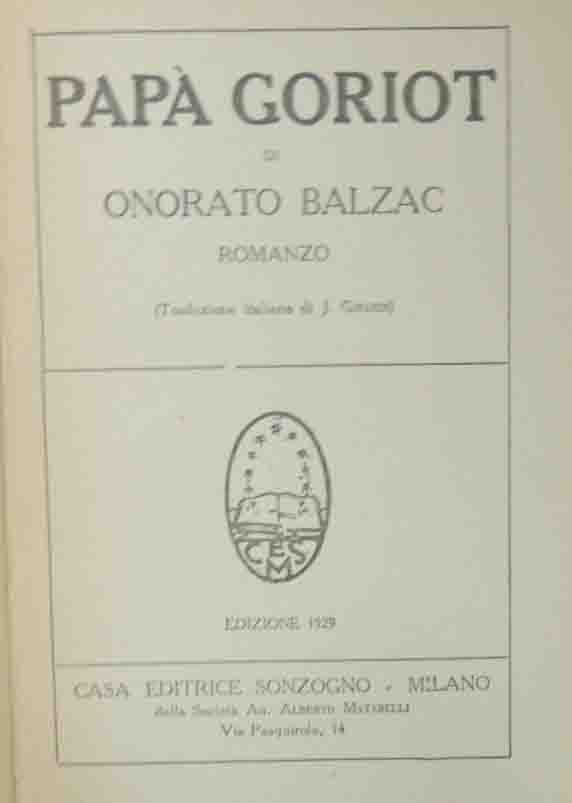 PAPÀ GORIOT
DI
ONORATO BALZAC
ROMANZO
(Traduzione italiana di J.
CES
M
EDIZIONE 1929
CASA EDITRICE SONZOGNO - MILANO
della Società An. ALBERTO MATARELLI
Via Pasquirolo, 14